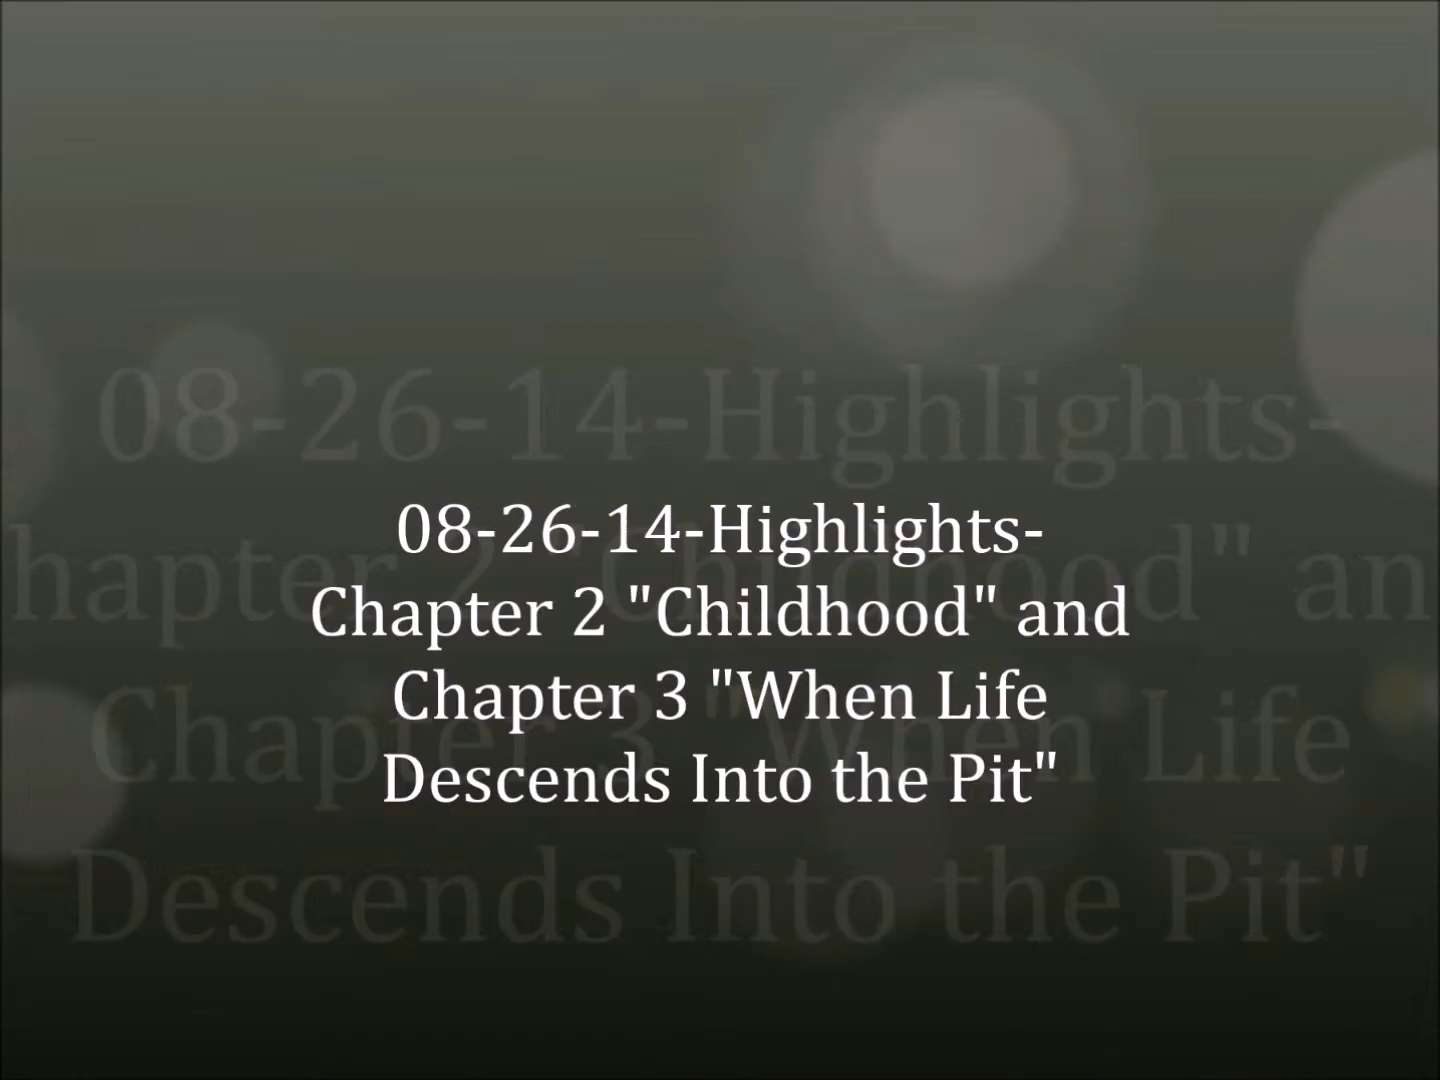 08-26-14-Highlights-
Chapter 2 "Childhood" and
Chapter 3 "When Life
Descends Into the Pit"